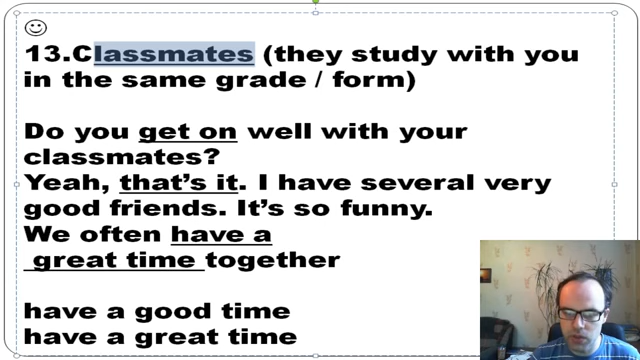 13.Classmates (they study with you
in the same grade / form)
Do you get on well with your
classmates?
Yeah, that’s it. I have several very
good friends. It’s so funny.
We often have a
great time together
have a good time
have a great time